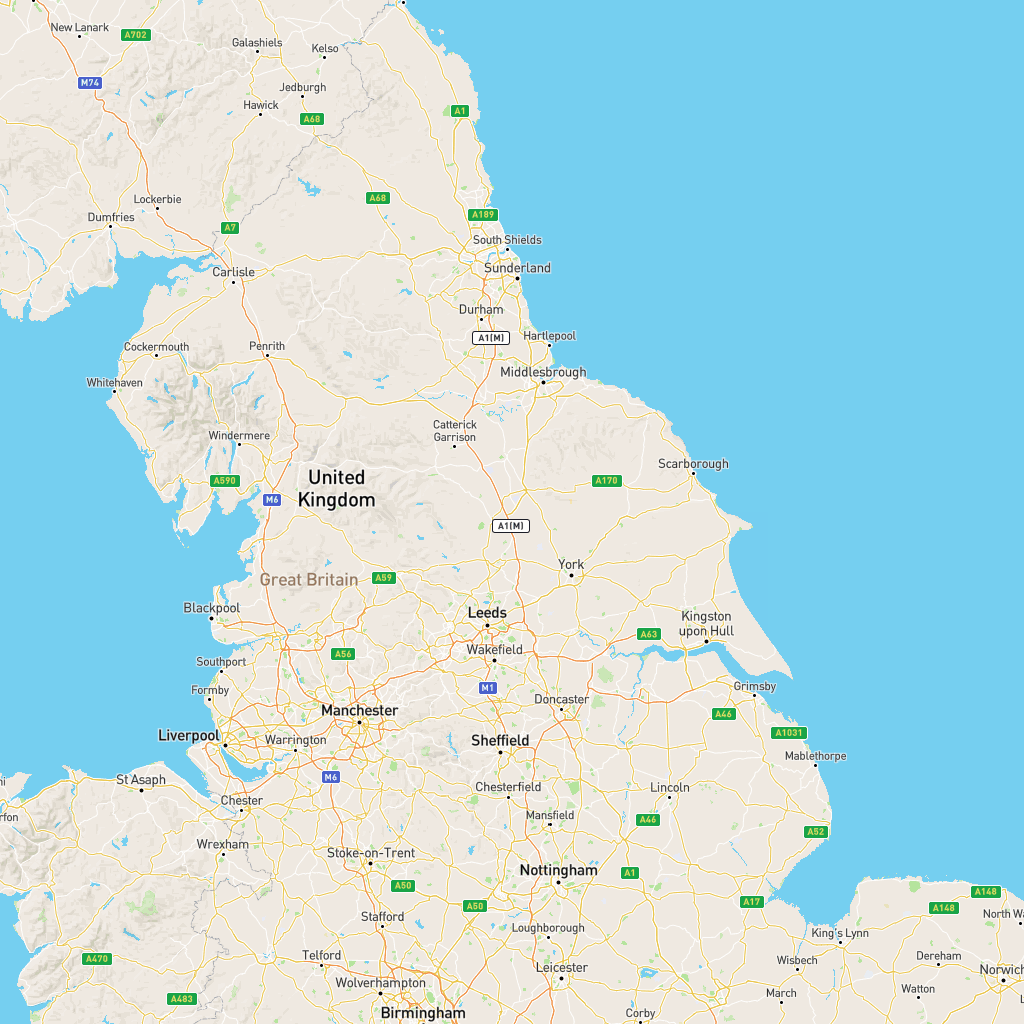 New Lanark
A702
Galashiels
Kelso
M74
Jedburgh
Hawick
A1
A68
A68
Lockerbie
Dumfries
A189
A7
South Shields
Carlisle
Sunderland
Durham
A1(M)
Hartlepool
Cockermouth
Penrith
Middlesbrough
Whitehaven
Catterick
Garrison
Windermere
Scarborough
United
Kingdom
A590
A170
M6
A1(M)
York
Great Britain
A59
Blackpool
Leeds
Kingston
upon Hull
A63
Wakefield
A56
Southport
Formby
M1
Grimsby
Doncaster
Manchester
A46
Liverpool
Warrington
Sheffield
A1031
Mablethorpe
St Asaph
M6
Chesterfield
Lincoln
Chester
Mansfield
A46
A52
Wrexham
Stoke-on-Trent
Nottingham
A1
A50
A148
A17
A50
A148
Stafford
North Wa
Loughborough
King's Lynn
Telford
A470
Leicester
Wisbech
Dereham
Norwich
Wolverhampton
Watton
March
A483
Birmingham
Corby